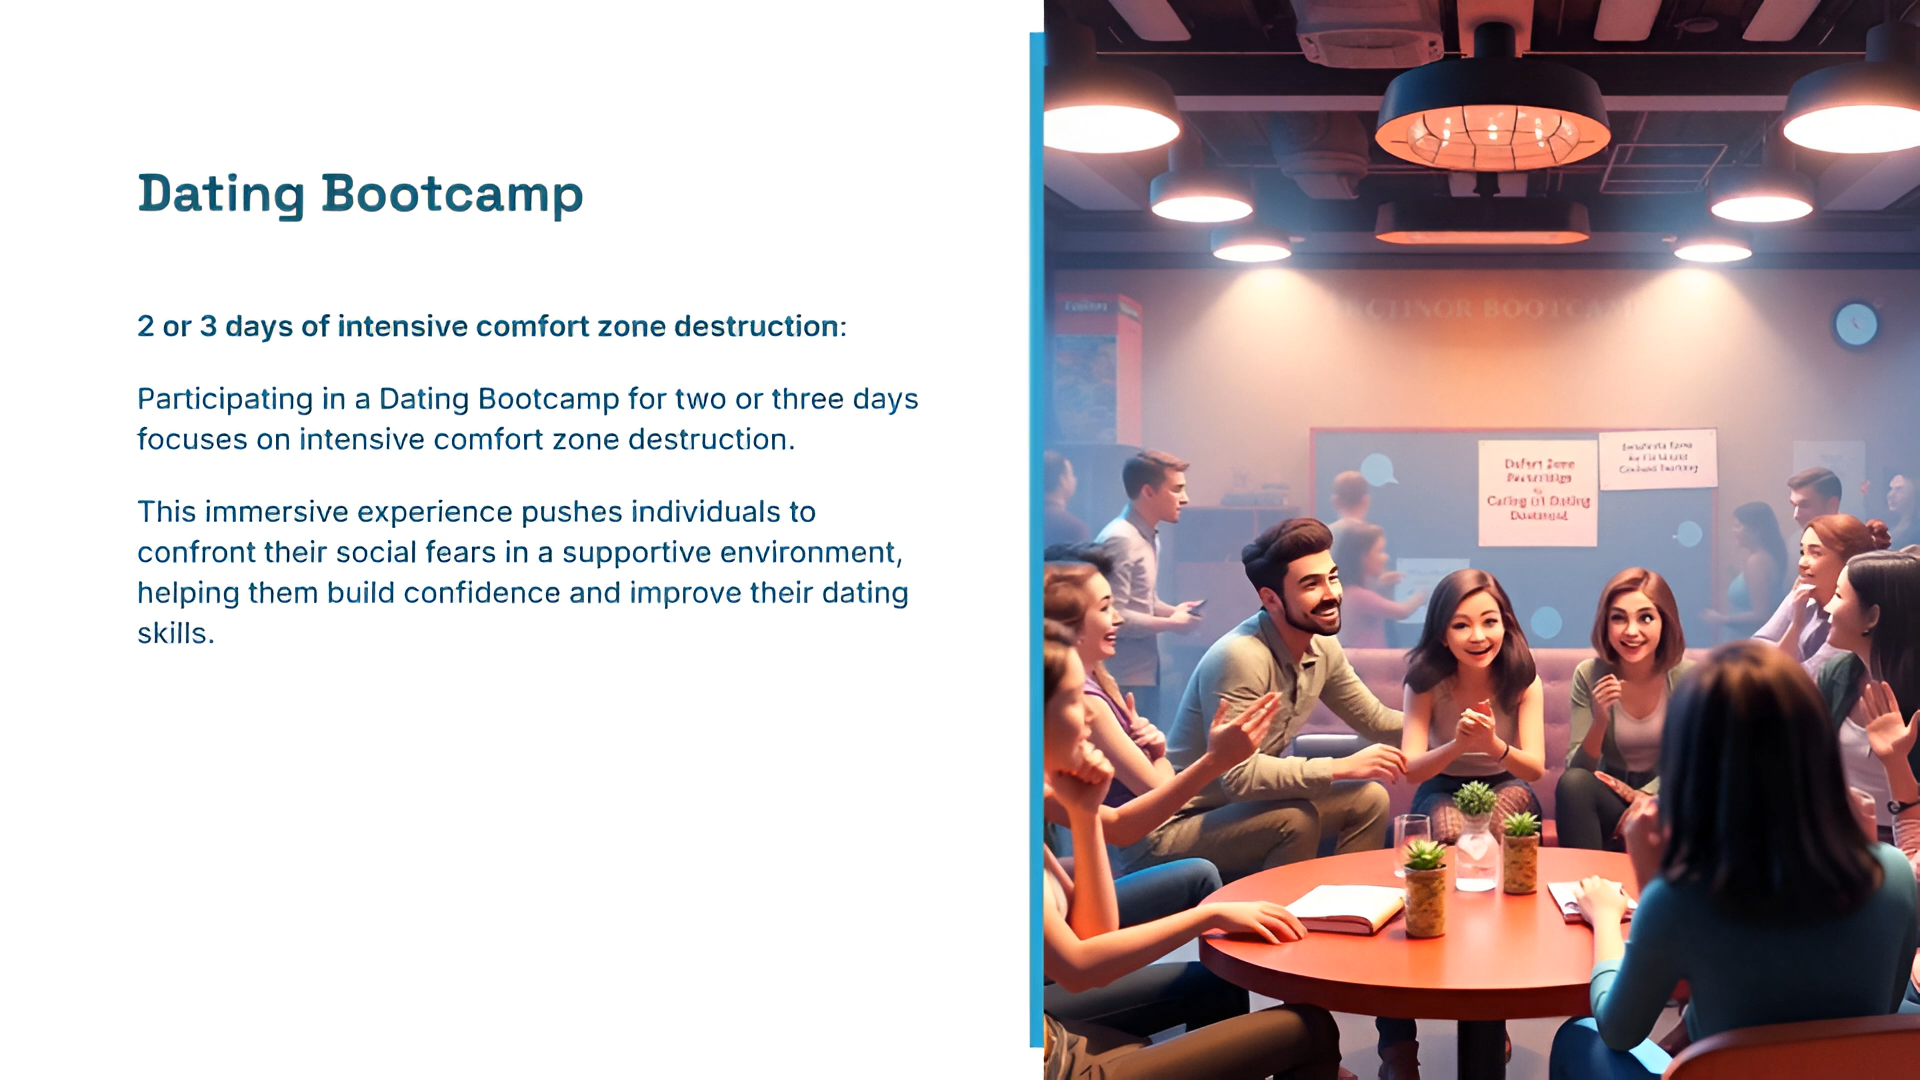 Dating Bootcamp
2 or 3 days of intensive comfort zone destruction:
Participating in a Dating Bootcamp for two or three days
focuses on intensive comfort zone destruction.
This immersive experience pushes individuals to
confront their social fears in a supportive environment,
helping them build confidence and improve their dating
skills.